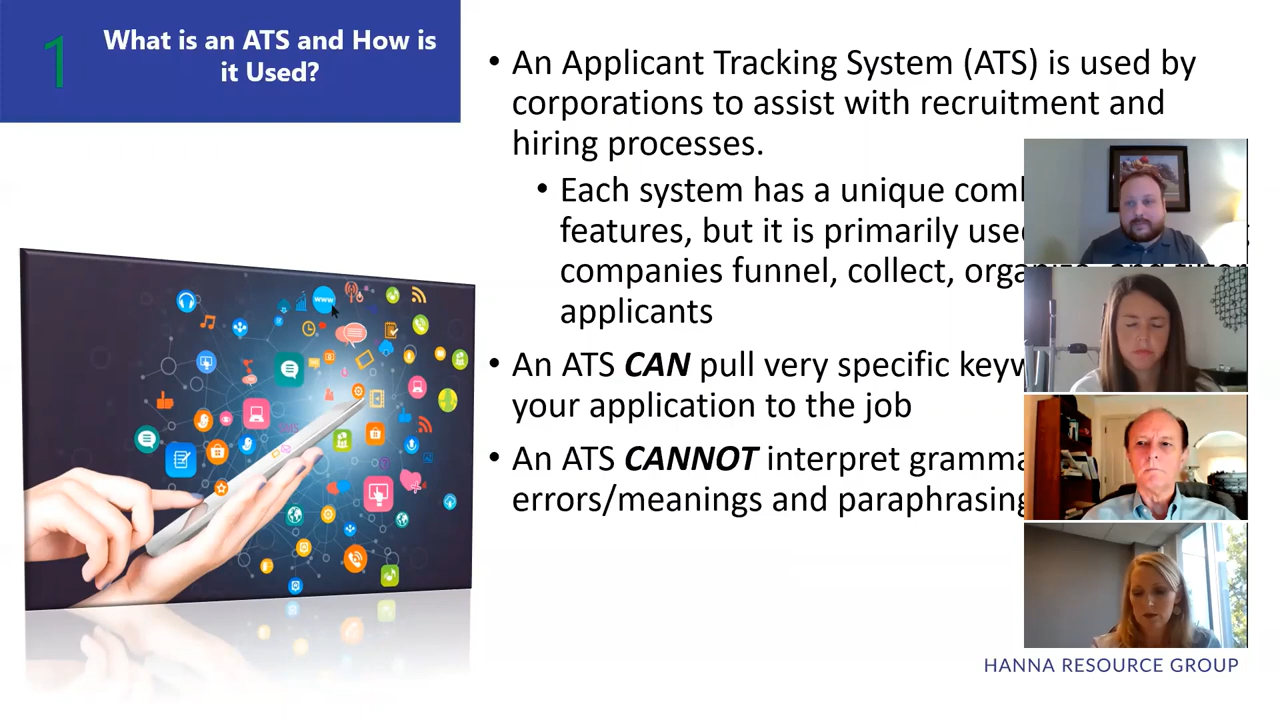 1
What is an ATS and How is
it Used?
• An Applicant Tracking System (ATS) is used by
corporations to assist with recruitment and
hiring processes.
• Each system has a unique
features, but it is primarily
companies funnel, collect,
applicants
• An ATS CAN pull very specific
your application to the job
• An ATS CANNOT interpret
errors/meanings and paraphrasing
www
HANNA RESOURCE GROUP